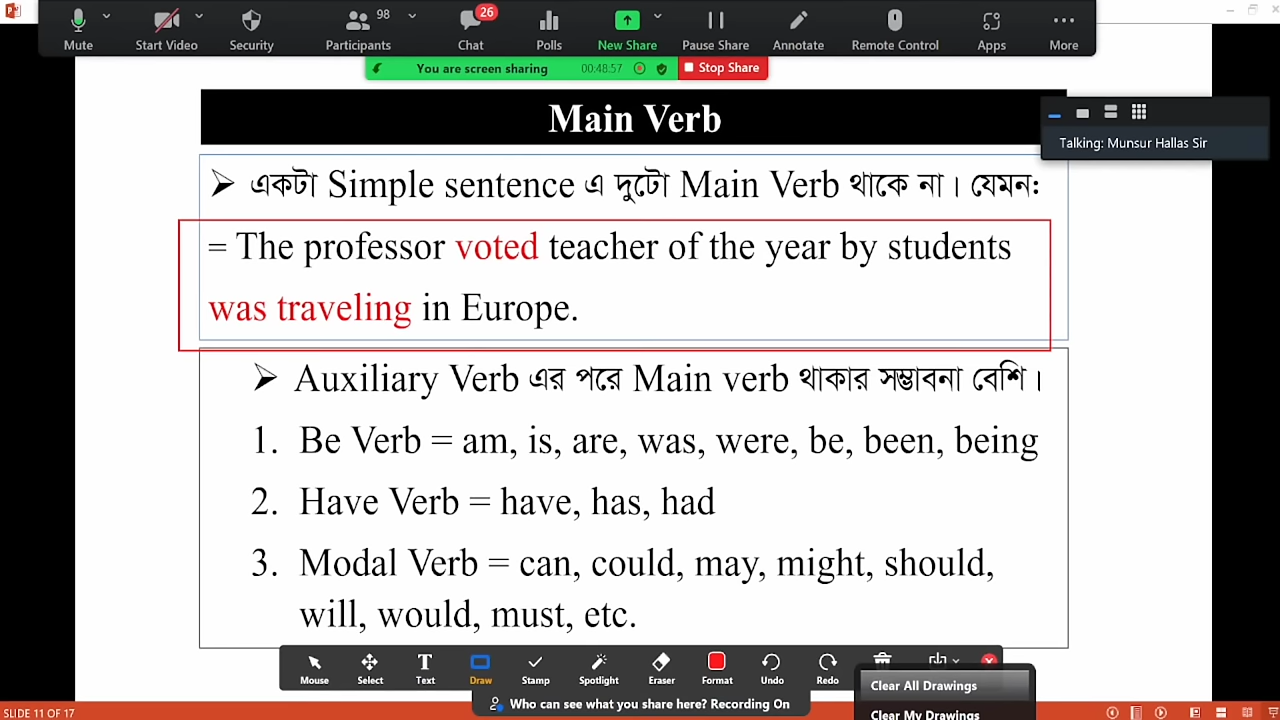 98
26
Mute
Start Video
Security
Participants
Chat
Polls
New Share
Pause Share
Annotate
Remote Control
Apps
More
You are screen sharing
00:48:57
Stop Share
Main Verb
Talking: Munsur Hallas Sir
➢ একটা Simple sentence এ দুটো Main Verb থাকে না। যেমন:
= The professor voted teacher of the year by students
was traveling in Europe.
➢ Auxiliary Verb এর পরে Main verb থাকার সম্ভাবনা বেশি।
1. Be Verb = am, is, are, was, were, be, been, being
2. Have Verb = have, has, had
3. Modal Verb = can, could, may, might, should,
will, would, must, etc.
Mouse
Select
Text
Draw
Stamp
Spotlight
Eraser
Format
Undo
Redo
Clear All Drawings
Clear My Drawings
Who can see what you share here? Recording On
SLIDE 11 OF 17